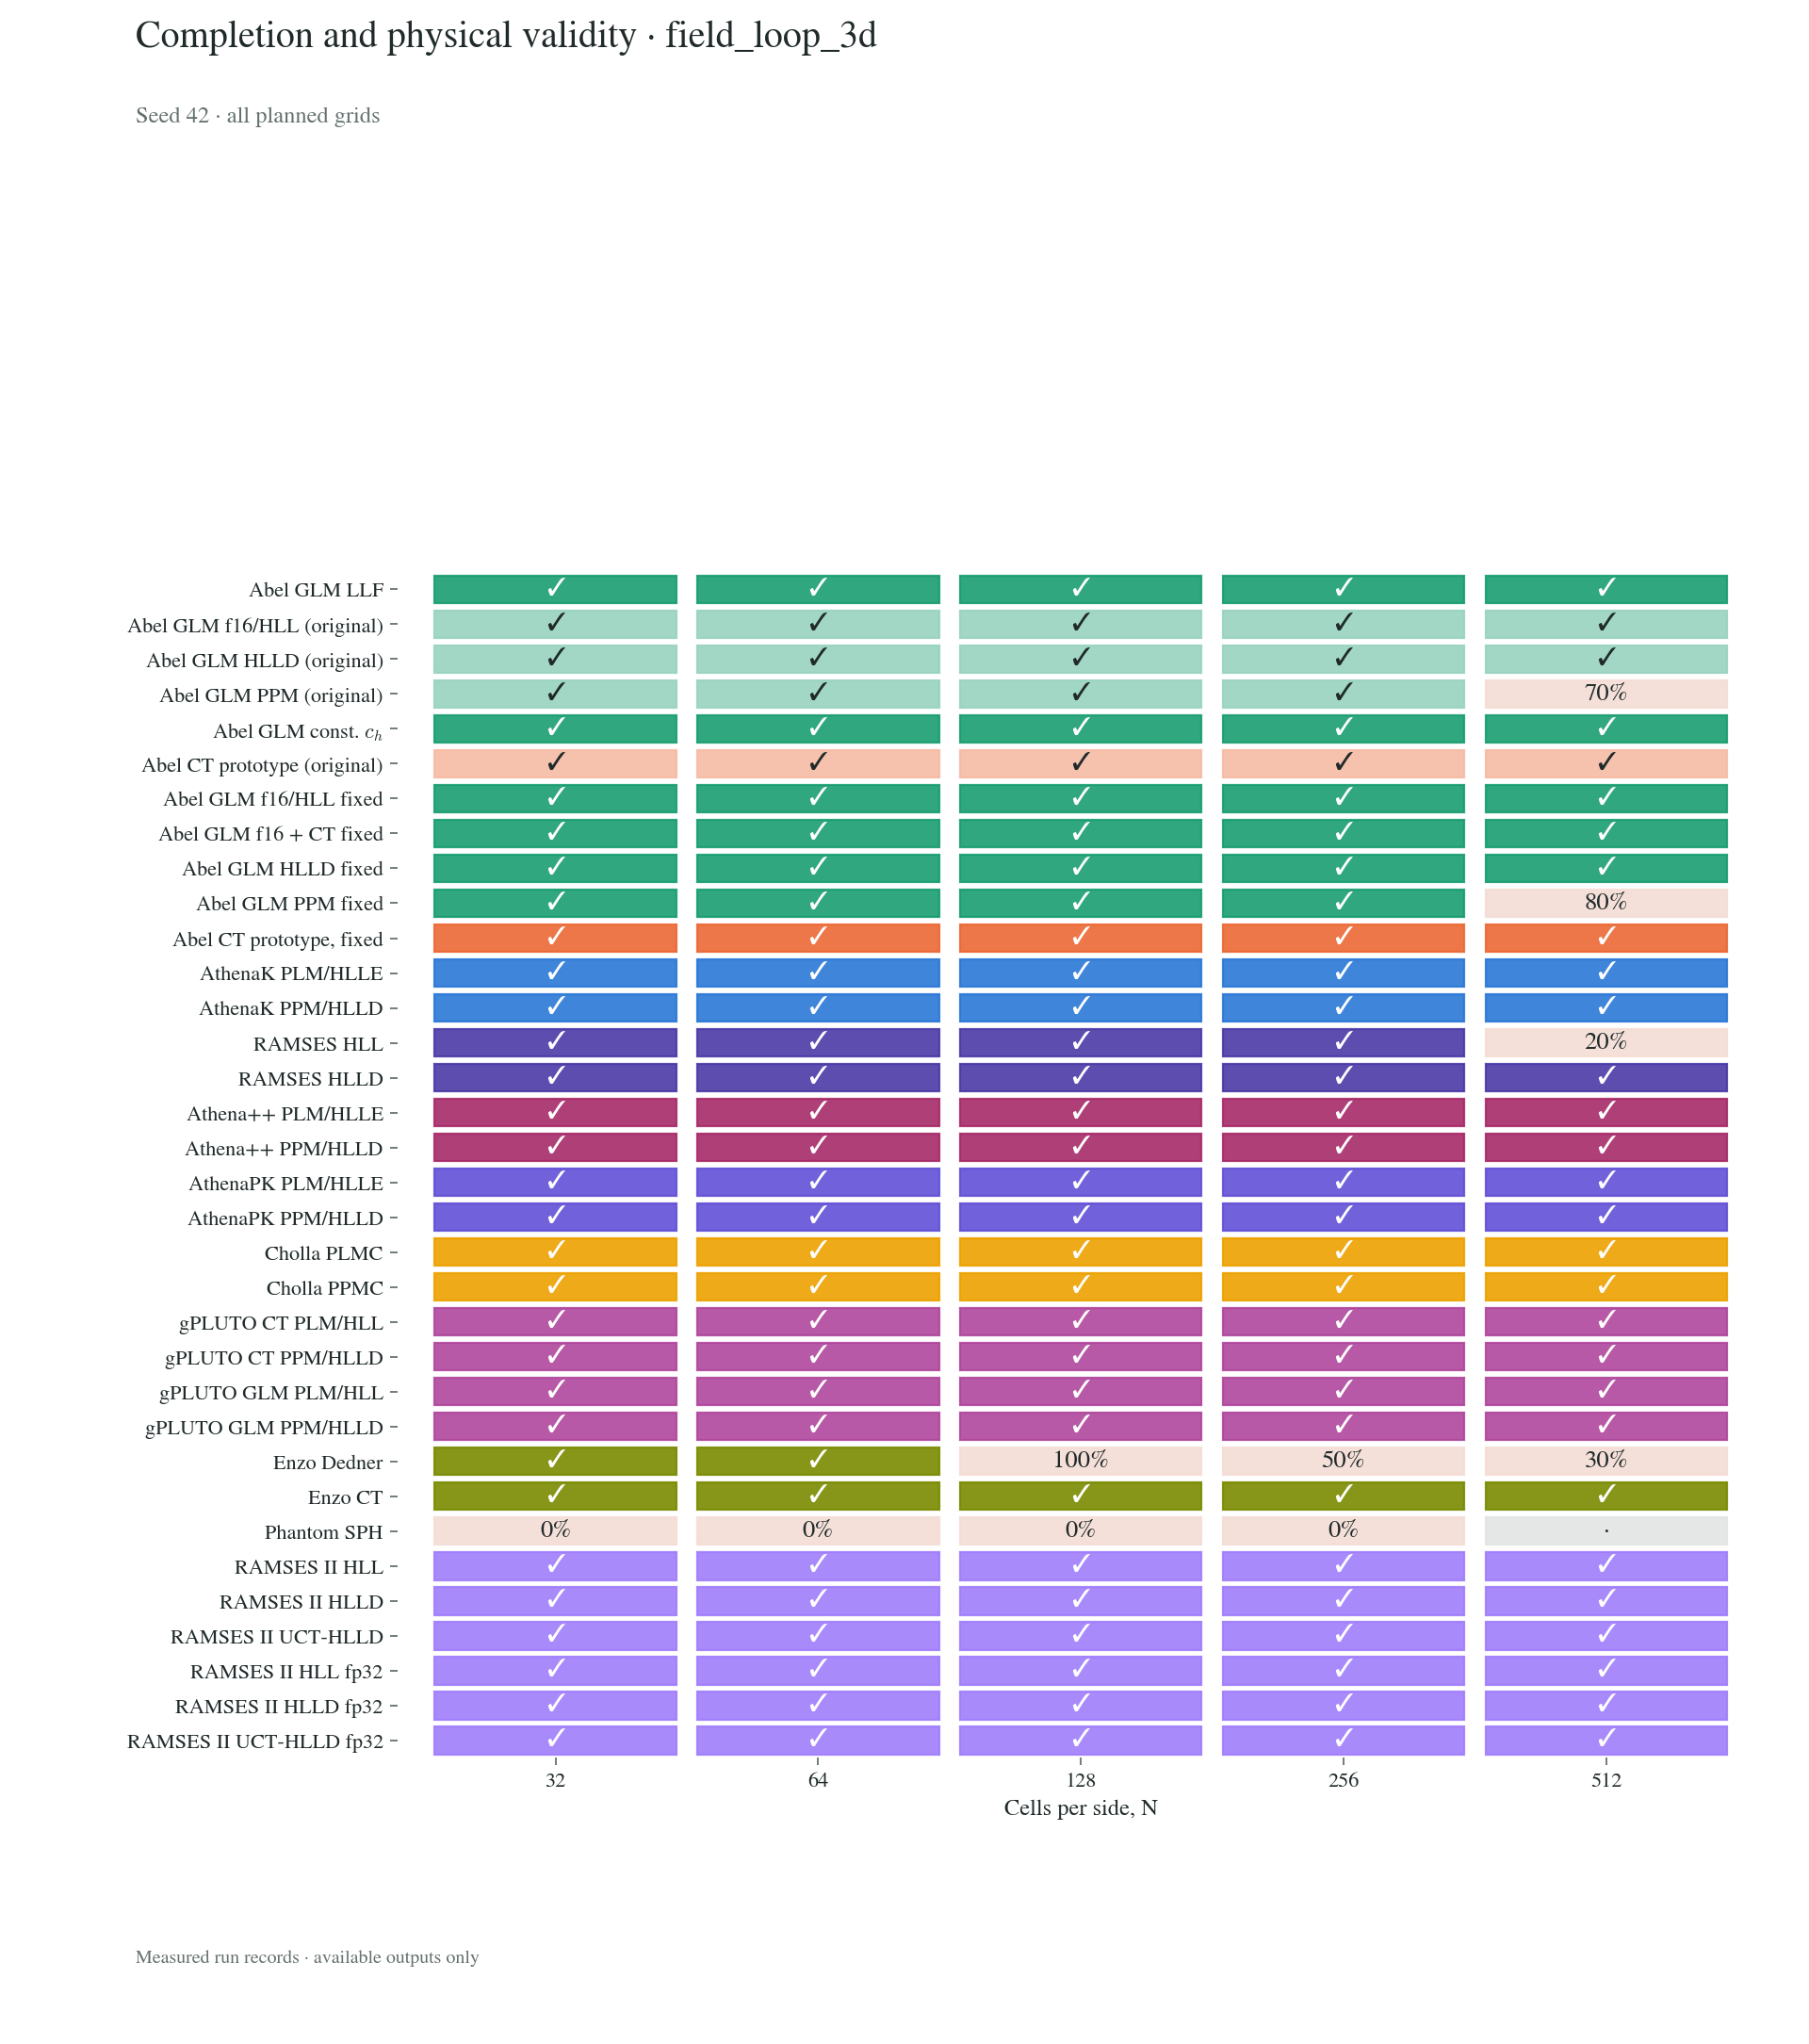 Completion and physical validity · field_loop_3d
Seed 42 · all planned grids
Abel GLM LLF ✓ ✓ ✓ ✓ ✓
Abel GLM f16/HLL (original) ✓ ✓ ✓ ✓ ✓
Abel GLM HLLD (original) ✓ ✓ ✓ ✓ ✓
Abel GLM PPM (original) ✓ ✓ ✓ ✓ 70%
Abel GLM const. c_h ✓ ✓ ✓ ✓ ✓
Abel CT prototype (original) ✓ ✓ ✓ ✓ ✓
Abel GLM f16/HLL fixed ✓ ✓ ✓ ✓ ✓
Abel GLM f16 + CT fixed ✓ ✓ ✓ ✓ ✓
Abel GLM HLLD fixed ✓ ✓ ✓ ✓ ✓
Abel GLM PPM fixed ✓ ✓ ✓ ✓ 80%
Abel CT prototype, fixed ✓ ✓ ✓ ✓ ✓
AthenaK PLM/HLLE ✓ ✓ ✓ ✓ ✓
AthenaK PPM/HLLD ✓ ✓ ✓ ✓ ✓
RAMSES HLL ✓ ✓ ✓ ✓ 20%
RAMSES HLLD ✓ ✓ ✓ ✓ ✓
Athena++ PLM/HLLE ✓ ✓ ✓ ✓ ✓
Athena++ PPM/HLLD ✓ ✓ ✓ ✓ ✓
AthenaPK PLM/HLLE ✓ ✓ ✓ ✓ ✓
AthenaPK PPM/HLLD ✓ ✓ ✓ ✓ ✓
Cholla PLMC ✓ ✓ ✓ ✓ ✓
Cholla PPMC ✓ ✓ ✓ ✓ ✓
gPLUTO CT PLM/HLL ✓ ✓ ✓ ✓ ✓
gPLUTO CT PPM/HLLD ✓ ✓ ✓ ✓ ✓
gPLUTO GLM PLM/HLL ✓ ✓ ✓ ✓ ✓
gPLUTO GLM PPM/HLLD ✓ ✓ ✓ ✓ ✓
Enzo Dedner ✓ ✓ 100% 50% 30%
Enzo CT ✓ ✓ ✓ ✓ ✓
Phantom SPH 0% 0% 0% 0% ·
RAMSES II HLL ✓ ✓ ✓ ✓ ✓
RAMSES II HLLD ✓ ✓ ✓ ✓ ✓
RAMSES II UCT-HLLD ✓ ✓ ✓ ✓ ✓
RAMSES II HLL fp32 ✓ ✓ ✓ ✓ ✓
RAMSES II HLLD fp32 ✓ ✓ ✓ ✓ ✓
RAMSES II UCT-HLLD fp32 ✓ ✓ ✓ ✓ ✓
32 64 128 256 512
Cells per side, N
Measured run records · available outputs only